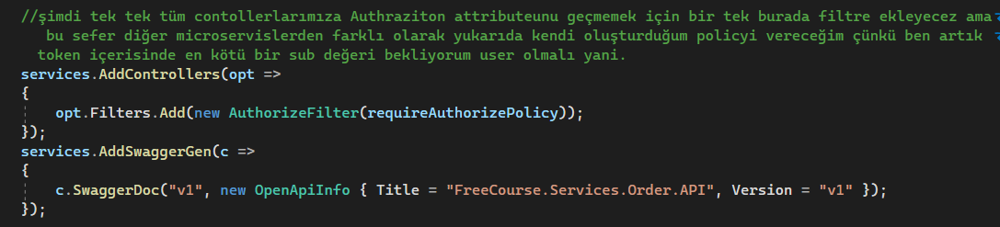 //şimdi tek tek tüm contollerlarımıza Authraziton attributeunu geçmemek için bir tek burada filtre ekleyecez ama
bu sefer diğer microservislerden farklı olarak yukarıda kendi oluşturduğum policyi vereceğim çünkü ben artık
token içerisinde en kötü bir sub değeri bekliyorum user olmalı yani.
services.AddControllers(opt =>
{
opt.Filters.Add(new AuthorizeFilter(requireAuthorizePolicy));
});
services.AddSwaggerGen(c =>
{
c.SwaggerDoc("v1", new OpenApiInfo { Title = "FreeCourse.Services.Order.API", Version = "v1" });
});